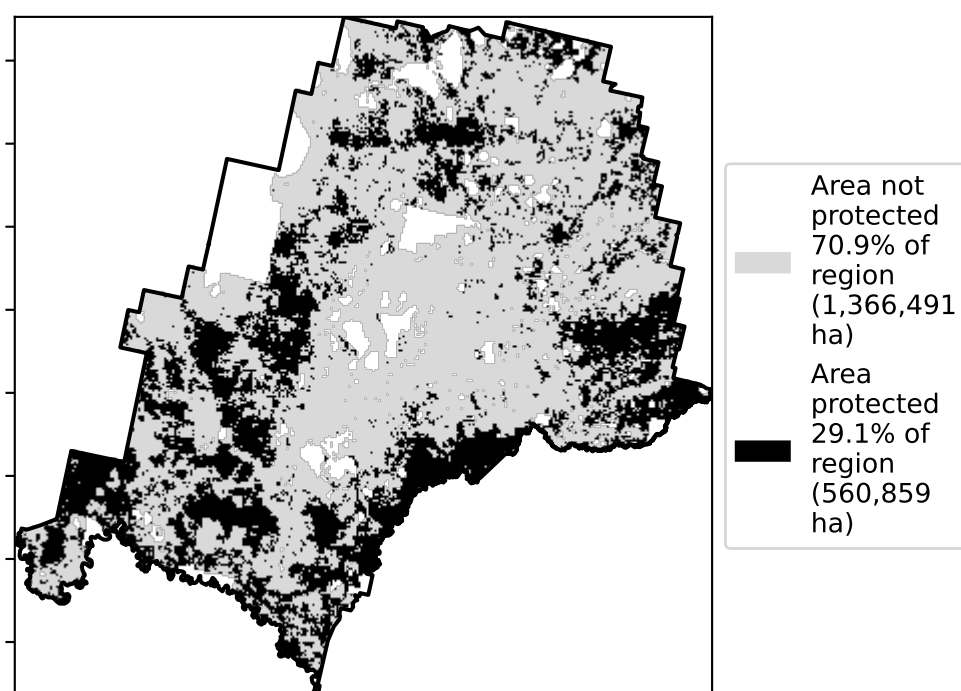 Area not
protected
70.9% of
region
(1,366,491
ha)
Area
protected
29.1% of
region
(560,859
ha)